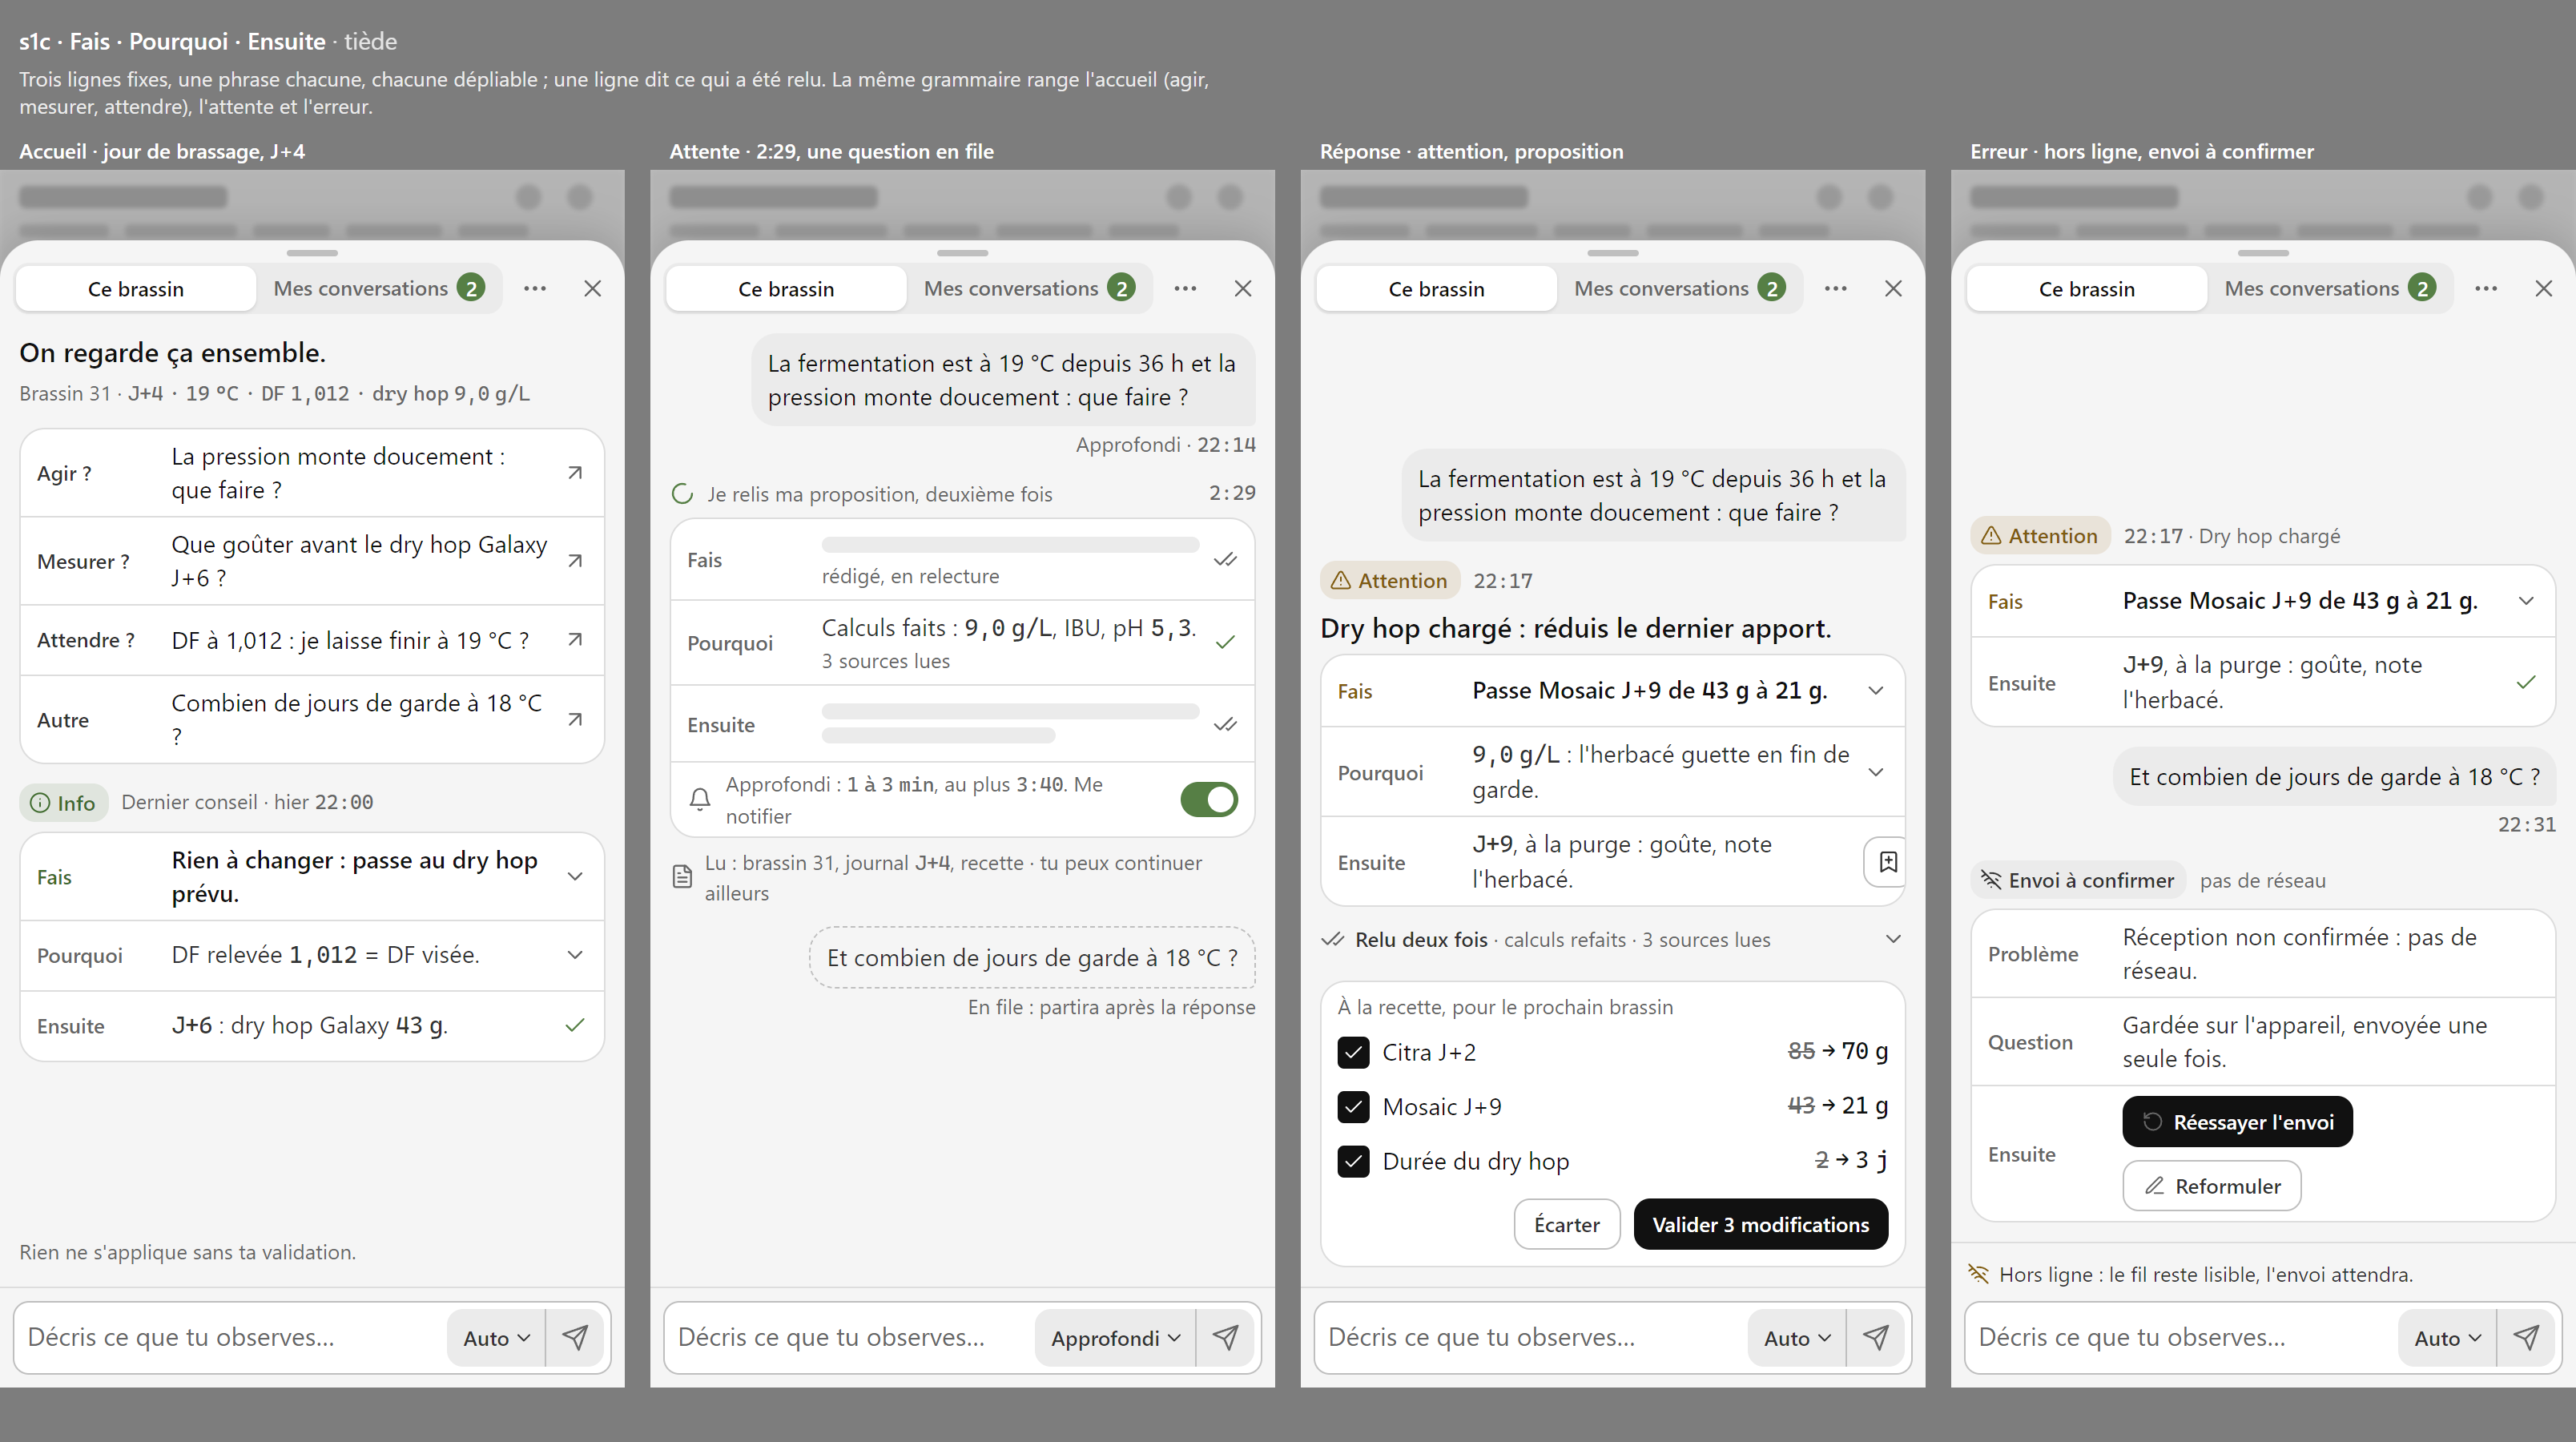 s1c · Fais · Pourquoi · Ensuite · tiède
Trois lignes fixes, une phrase chacune, chacune dépliable ; une ligne dit ce qui a été relu. La même grammaire range l'accueil (agir,
mesurer, attendre), l'attente et l'erreur.
Accueil · jour de brassage, J+4
Ce brassin
Mes conversations 2
On regarde ça ensemble.
Brassin 31 · J+4 · 19 °C · DF 1,012 · dry hop 9,0 g/L
Agir ?
La pression monte doucement :
que faire ?
Mesurer ?
Que goûter avant le dry hop Galaxy
J+6 ?
Attendre ?
DF à 1,012 : je laisse finir à 19 °C ?
Autre
Combien de jours de garde à 18 °C
?
Info
Dernier conseil · hier 22:00
Fais
Rien à changer : passe au dry hop
prévu.
Pourquoi
DF relevée 1,012 = DF visée.
Ensuite
J+6 : dry hop Galaxy 43 g.
Rien ne s'applique sans ta validation.
Décris ce que tu observes...
Auto
Attente · 2:29, une question en file
Ce brassin
Mes conversations 2
La fermentation est à 19 °C depuis 36 h et la
pression monte doucement : que faire ?
Approfondi · 22:14
Je relis ma proposition, deuxième fois
2:29
Fais
rédigé, en relecture
Pourquoi
Calculs faits : 9,0 g/L, IBU, pH 5,3.
3 sources lues
Ensuite
Approfondi : 1 à 3 min, au plus 3:40. Me
notifier
Lu : brassin 31, journal J+4, recette · tu peux continuer
ailleurs
Et combien de jours de garde à 18 °C ?
En file : partira après la réponse
Décris ce que tu observes...
Approfondi
Réponse · attention, proposition
Ce brassin
Mes conversations 2
La fermentation est à 19 °C depuis 36 h et la
pression monte doucement : que faire ?
Attention
22:17
Dry hop chargé : réduis le dernier apport.
Fais
Passe Mosaic J+9 de 43 g à 21 g.
Pourquoi
9,0 g/L : l'herbacé guette en fin de
garde.
Ensuite
J+9, à la purge : goûte, note
l'herbacé.
Relu deux fois · calculs refaits · 3 sources lues
À la recette, pour le prochain brassin
Citra J+2
85 → 70 g
Mosaic J+9
43 → 21 g
Durée du dry hop
2 → 3 j
Écarter
Valider 3 modifications
Décris ce que tu observes...
Auto
Erreur · hors ligne, envoi à confirmer
Ce brassin
Mes conversations 2
Attention
22:17 · Dry hop chargé
Fais
Passe Mosaic J+9 de 43 g à 21 g.
Ensuite
J+9, à la purge : goûte, note
l'herbacé.
Et combien de jours de garde à 18 °C ?
22:31
Envoi à confirmer
pas de réseau
Problème
Réception non confirmée : pas de
réseau.
Question
Gardée sur l'appareil, envoyée une
seule fois.
Ensuite
Réessayer l'envoi
Reformuler
Hors ligne : le fil reste lisible, l'envoi attendra.
Décris ce que tu observes...
Auto